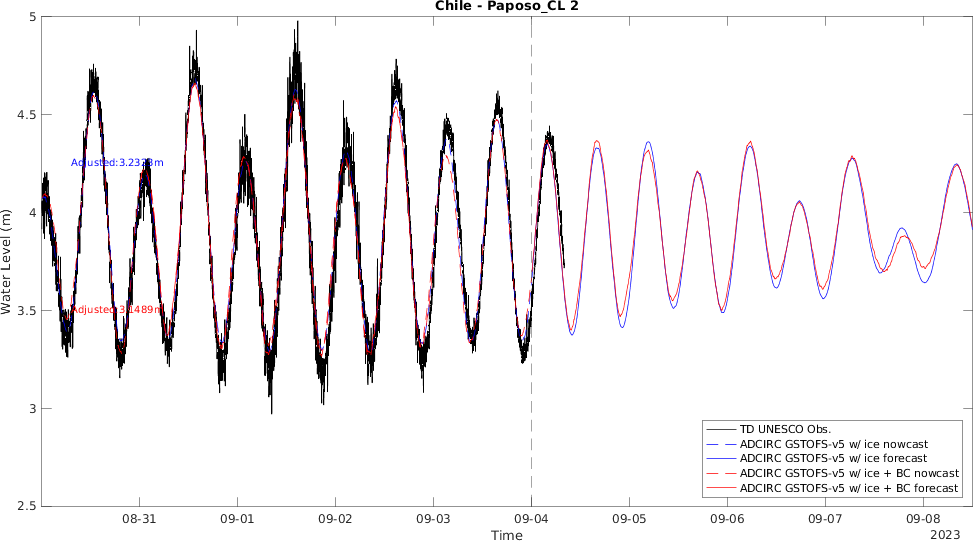 Chile - Paposo_CL 2
5
4.5
4
3.5
3
2.5
Water Level (m)
Adjusted:3.2323m
Adjusted:3.1489m
TD UNESCO Obs.
ADCIRC GSTOFS-v5 w/ ice nowcast
ADCIRC GSTOFS-v5 w/ ice forecast
ADCIRC GSTOFS-v5 w/ ice + BC nowcast
ADCIRC GSTOFS-v5 w/ ice + BC forecast
08-31 09-01 09-02 09-03 09-04 09-05 09-06 09-07 09-08
Time
2023